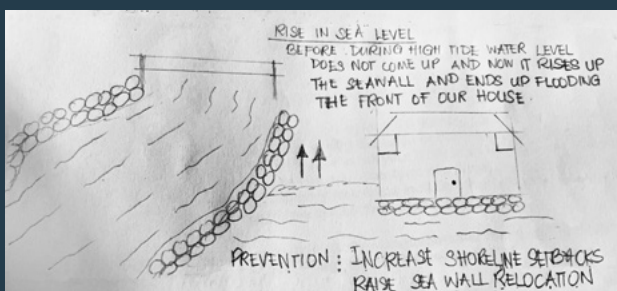 RISE IN SEA LEVEL
BEFORE DURING HIGH TIDE WATER LEVEL
DOES NOT COME UP AND NOW IT RISES UP
THE SEAWALL AND ENDS UP FLOODING
THE FRONT OF OUR HOUSE.
PREVENTION : INCREASE SHORELINE SETBACKS
RAISE SEA WALL RELOCATION